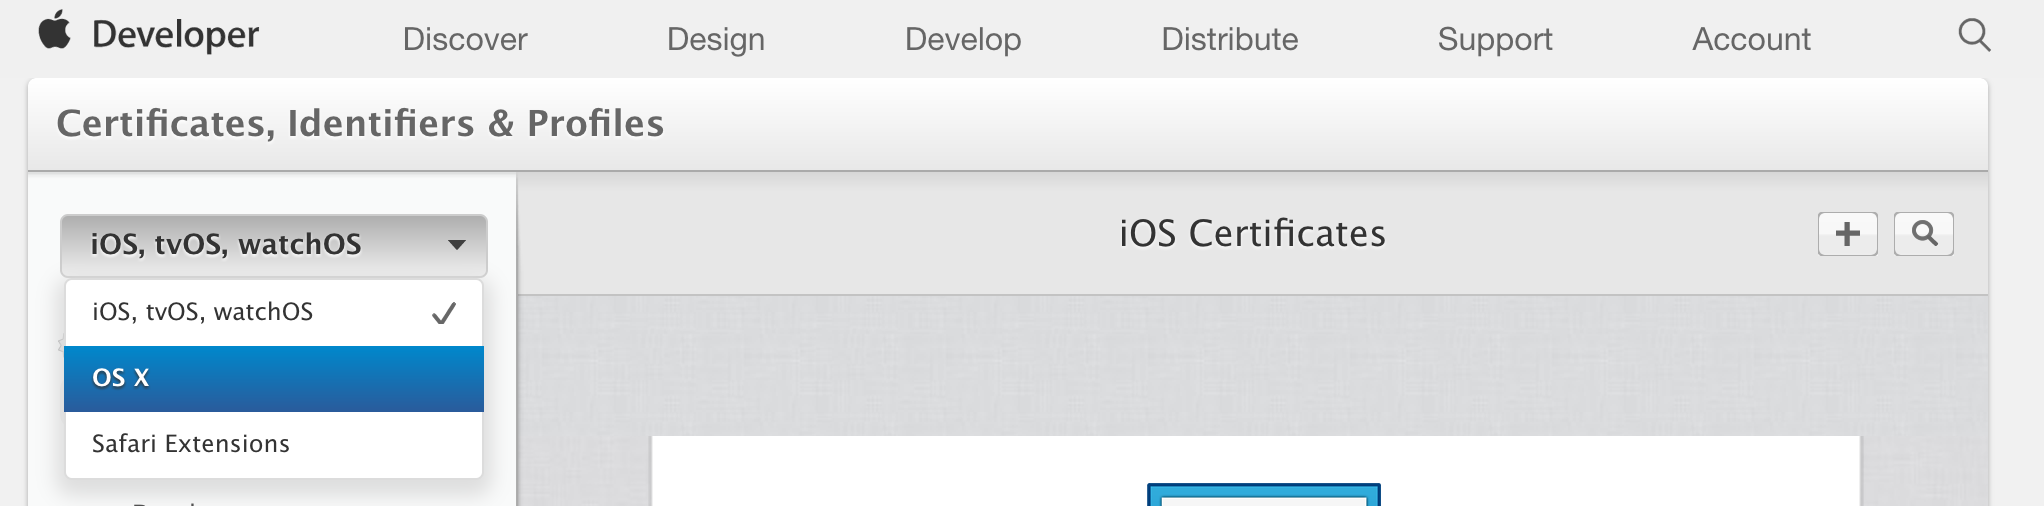 Developer Discover Design Develop Distribute Support Account
Certificates, Identifiers & Profiles
iOS, tvOS, watchOS
iOS Certificates
iOS, tvOS, watchOS
OS X
Safari Extensions